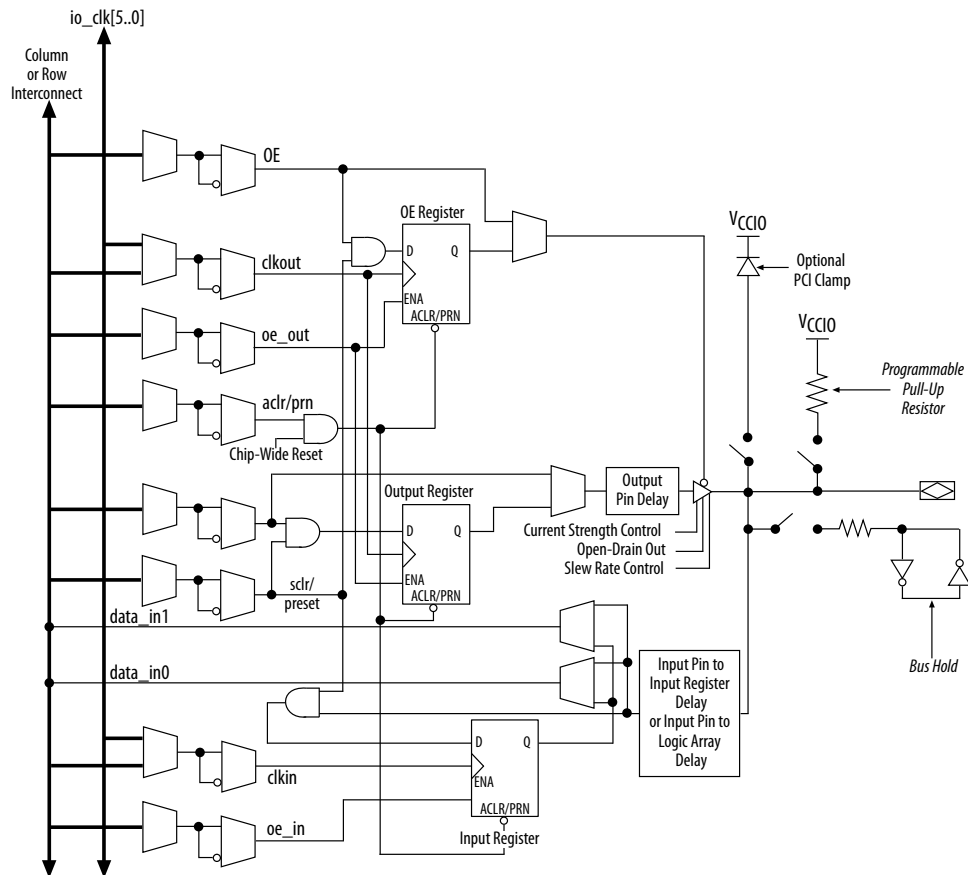 io_clk[5..0]
Column
or Row
Interconnect
OE
OE Register
D
Q
ENA
ACLR/PRN
clkout
oe_out
aclr/prn
Chip-Wide Reset
VCCIO
Optional
PCI Clamp
VCCIO
Programmable
Pull-Up
Resistor
Output Register
D
Q
ENA
ACLR/PRN
Output
Pin Delay
Current Strength Control
Open-Drain Out
Slew Rate Control
sclr/
preset
data_in1
data_in0
Bus Hold
Input Pin to
Input Register
Delay
or Input Pin to
Logic Array
Delay
D
Q
ENA
ACLR/PRN
Input Register
clkin
oe_in